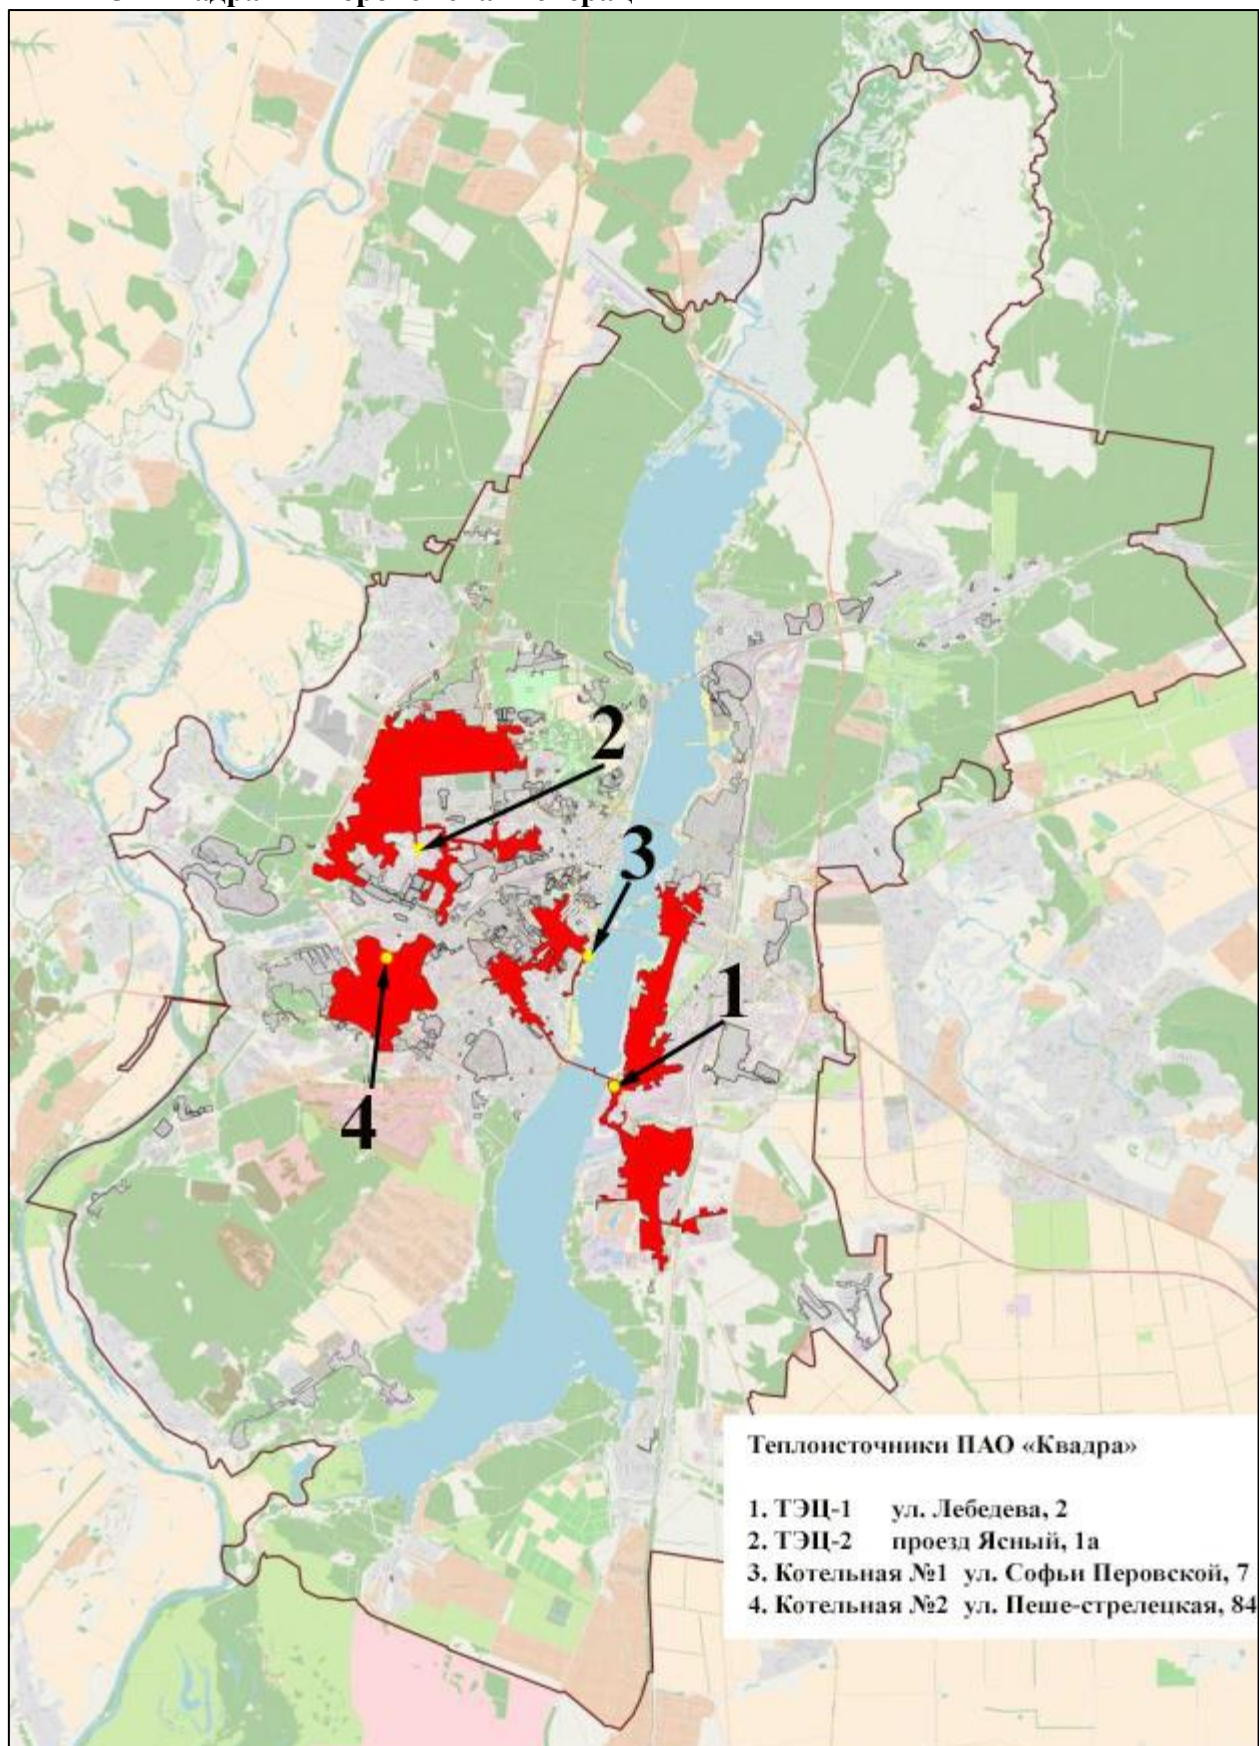 2
3
1
4
Теплоисточники ПАО «Квадра»
1. ТЭЦ-1 ул. Лебедева, 2
2. ТЭЦ-2 проезд Ясный, 1а
3. Котельная №1 ул. Софьи Перовской, 7
4. Котельная №2 ул. Пеше-стрелецкая, 84